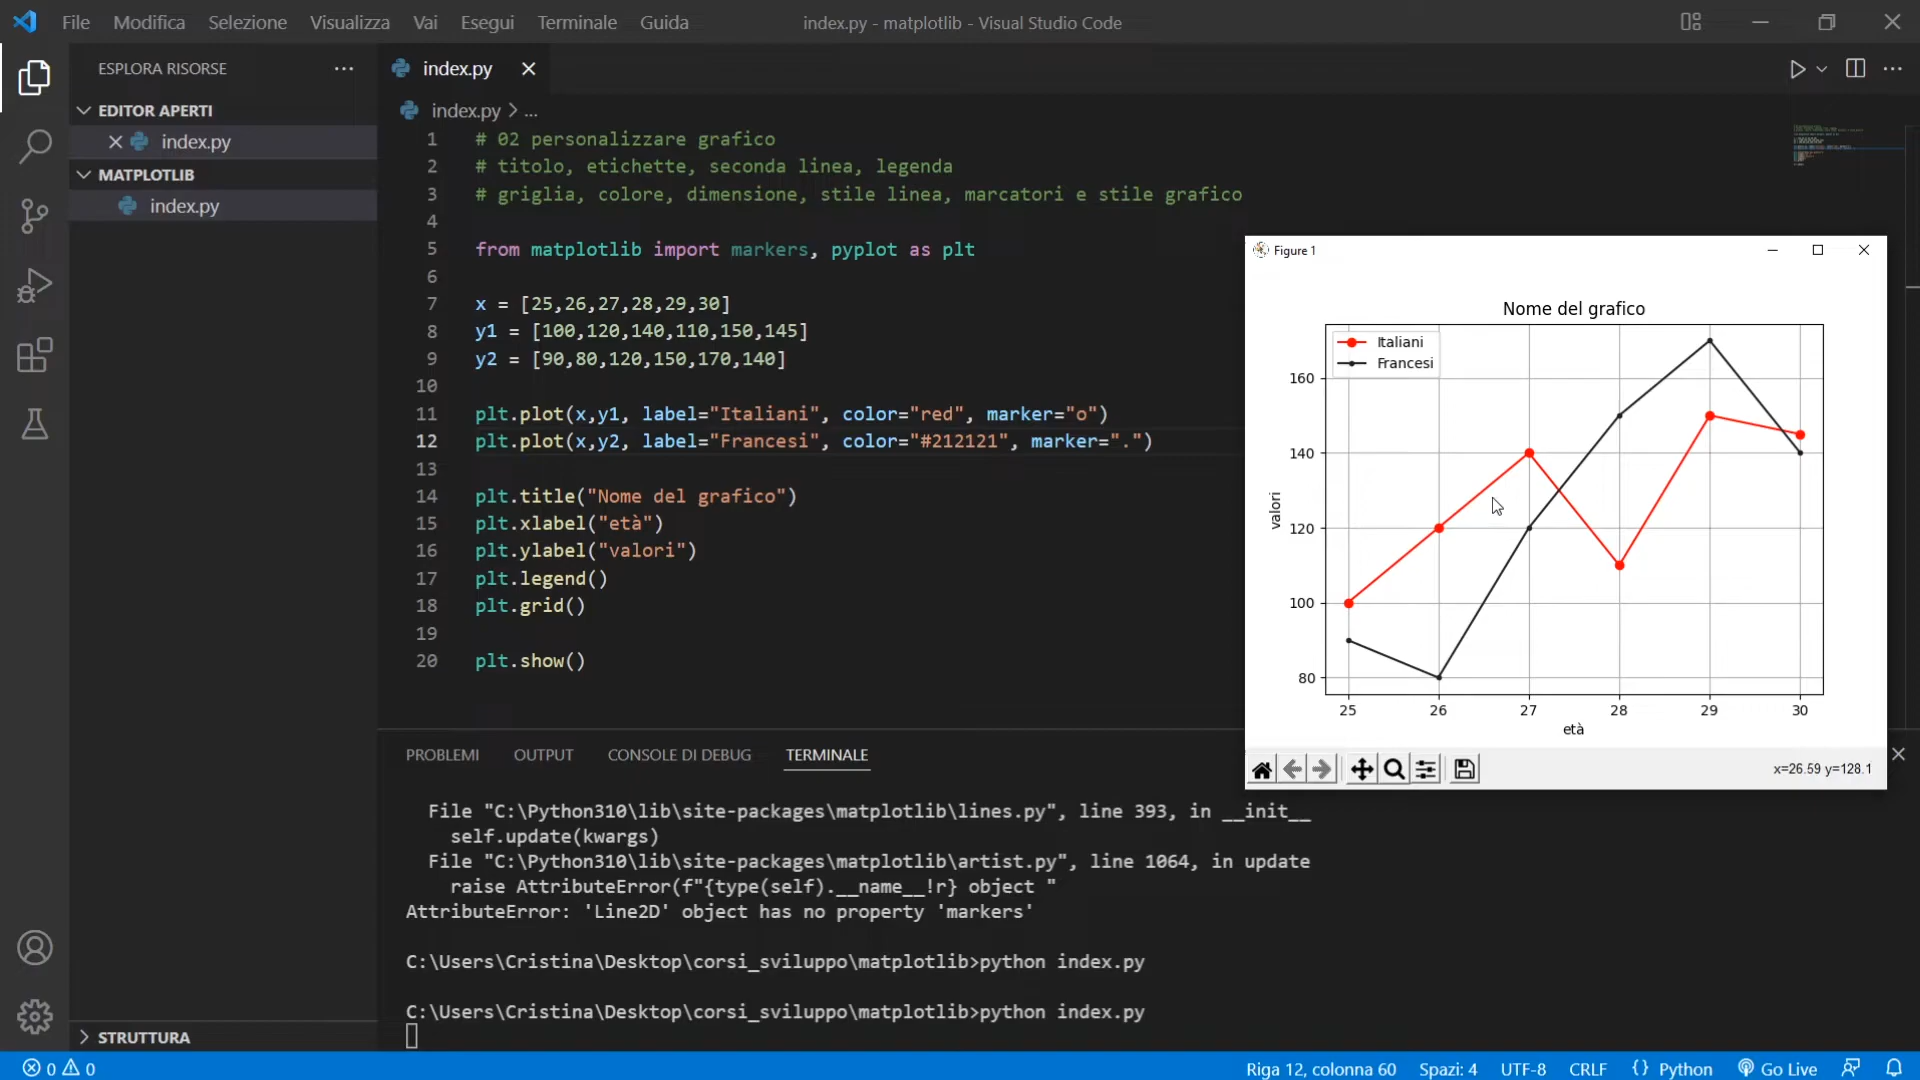 File Modifica Selezione Visualizza Vai Esegui Terminale Guida index.py - matplotlib - Visual Studio Code
ESPLORA RISORSE
EDITOR APERTI
index.py
MATPLOTLIB
index.py
STRUTTURA
index.py
index.py > ...
1 # 02 personalizzare grafico
2 # titolo, etichette, seconda linea, legenda
3 # griglia, colore, dimensione, stile linea, marcatori e stile grafico
4
5 from matplotlib import markers, pyplot as plt
6
7 x = [25,26,27,28,29,30]
8 y1 = [100,120,140,110,150,145]
9 y2 = [90,80,120,150,170,140]
10
11 plt.plot(x,y1, label="Italiani", color="red", marker="o")
12 plt.plot(x,y2, label="Francesi", color="#212121", marker=".")
13
14 plt.title("Nome del grafico")
15 plt.xlabel("età")
16 plt.ylabel("valori")
17 plt.legend()
18 plt.grid()
19
20 plt.show()
Figure 1
Nome del grafico
Italiani
Francesi
160
140
120
100
80
valori
25 26 27 28 29 30
età
x=26.59 y=128.1
PROBLEMI OUTPUT CONSOLE DI DEBUG TERMINALE
File "C:\Python310\lib\site-packages\matplotlib\lines.py", line 393, in __init__
self.update(kwargs)
File "C:\Python310\lib\site-packages\matplotlib\artist.py", line 1064, in update
raise AttributeError(f"{type(self).__name__!r} object "
AttributeError: 'Line2D' object has no property 'markers'
C:\Users\Cristina\Desktop\corsi_sviluppo\matplotlib>python index.py
C:\Users\Cristina\Desktop\corsi_sviluppo\matplotlib>python index.py
0 0 Riga 12, colonna 60 Spazi: 4 UTF-8 CRLF {} Python Go Live